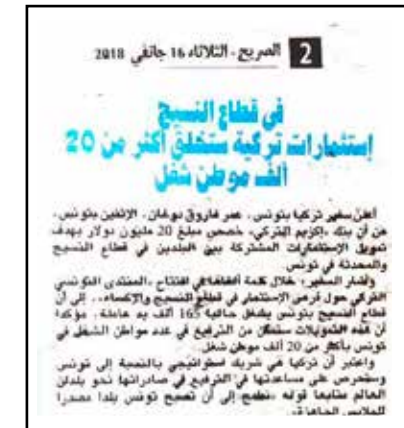 2 الصريح - الثلاثاء 16 جانفي 2018
في قطاع النسيج
إستثمارات تركية ستخلق أكثر من 20
ألف موطن شغل
أعلن سفير تركيا بتونس، عمر فاروق دوغان، الإثنين بتونس،
عن أن بنك «إكزيم التركي» خصص مبلغ 20 مليون دولار بهدف
تمويل الإستثمارات المشتركة بين البلدين في قطاع النسيج
والمحدثة في تونس.
وأشار السفير، خلال كلمة ألقاها في افتتاح «المنتدى التونسي
التركي حول فرص الإستثمار في قطاع النسيج والإكساء»، إلى أن
قطاع النسيج بتونس يشغل حاليا 165 ألف يد عاملة، مؤكدا
أن هذه التمويلات ستمكن من الترفيع في عدد مواطن الشغل في
تونس بأكثر من 20 ألف موطن شغل.
واعتبر أن تركيا هي شريك استراتيجي بالنسبة إلى تونس
وستحرص على مساعدتها في الترفيع في صادراتها نحو بلدان
العالم متابعا قوله «نطمح إلى أن تصبح تونس بلدا مصدرا
للملابس الجاهزة».